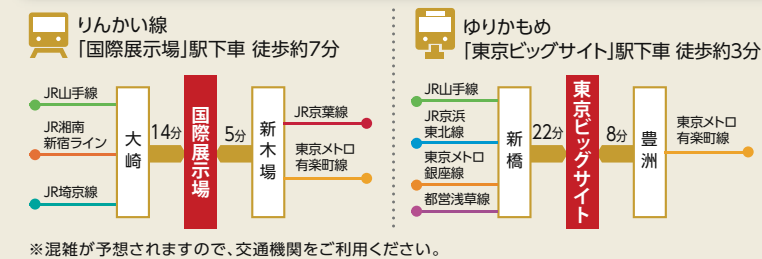 りんかい線
「国際展示場」駅下車 徒歩約7分
JR山手線
JR湘南
新宿ライン
JR埼京線
大崎
14分
国際展示場
5分
新木場
JR京葉線
東京メトロ
有楽町線
ゆりかもめ
「東京ビッグサイト」駅下車 徒歩約3分
JR山手線
JR京浜
東北線
東京メトロ
銀座線
都営浅草線
新橋
22分
東京ビッグサイト
8分
豊洲
東京メトロ
有楽町線
※混雑が予想されますので、交通機関をご利用ください。